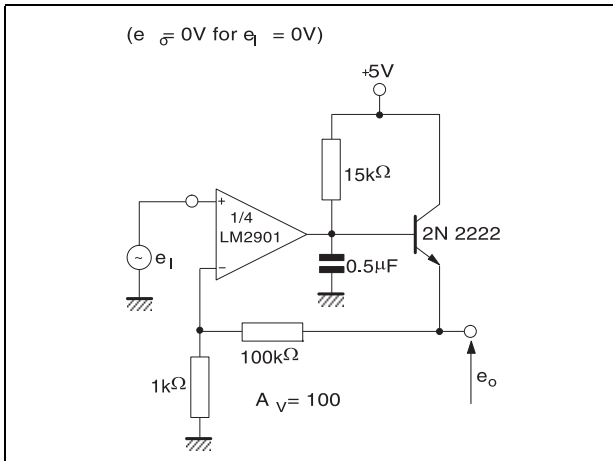 (e o = 0V for e I = 0V)
+5V
15kΩ
+
1/4
LM2901
−
2N 2222
~
e I
0.5µF
100kΩ
1kΩ
A V = 100
e o